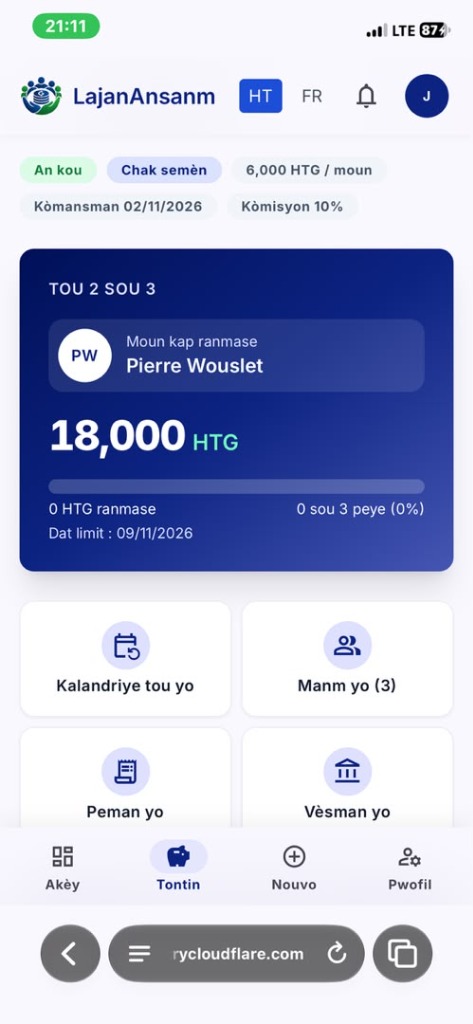 21:11
LTE 87
LajanAnsanm HT FR J
An kou Chak semèn 6,000 HTG / moun
Kòmansman 02/11/2026 Kòmisyon 10%
TOU 2 SOU 3
PW
Moun kap ranmase
Pierre Wouslet
18,000 HTG
0 HTG ranmase 0 sou 3 peye (0%)
Dat limit : 09/11/2026
Kalandriye tou yo Manm yo (3)
Peman yo Vèsman yo
Akèy Tontin Nouvo Pwofil
rycloudflare.com